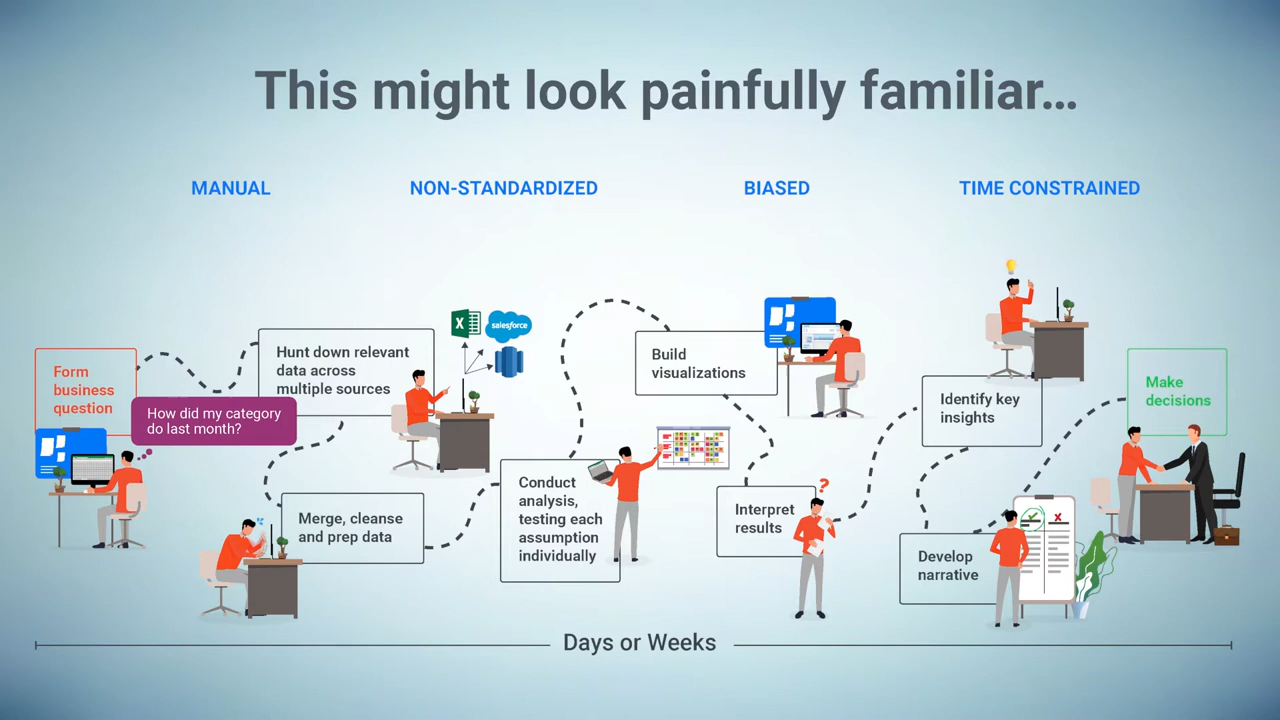 This might look painfully familiar...
MANUAL
NON-STANDARDIZED
BIASED
TIME CONSTRAINED
Form
business
question
How did my category
do last month?
Hunt down relevant
data across
multiple sources
X
salesforce
Merge, cleanse
and prep data
Conduct
analysis,
testing each
assumption
individually
Build
visualizations
Interpret
results
?
Identify key
insights
Develop
narrative
Make
decisions
Days or Weeks